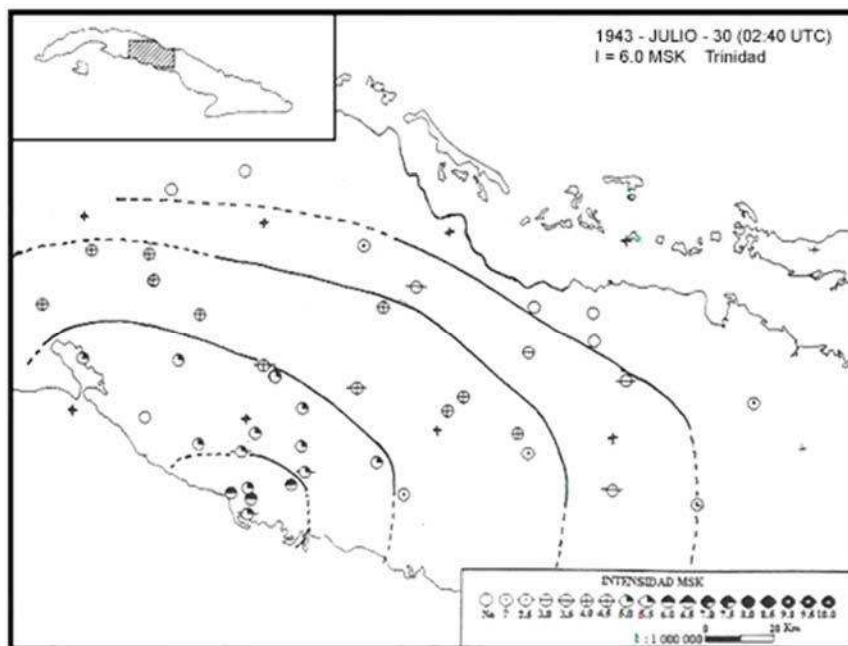 1943 - JULIO - 30 (02:40 UTC)
I = 6.0 MSK Trinidad
INTENSIDAD MSK
No ? 2.5 3.0 3.5 4.0 4.5 5.0 5.5 6.0 6.5 7.0 7.5 8.0 8.5 9.0 9.5 10.0
0 20 Km
1 : 1 000 000